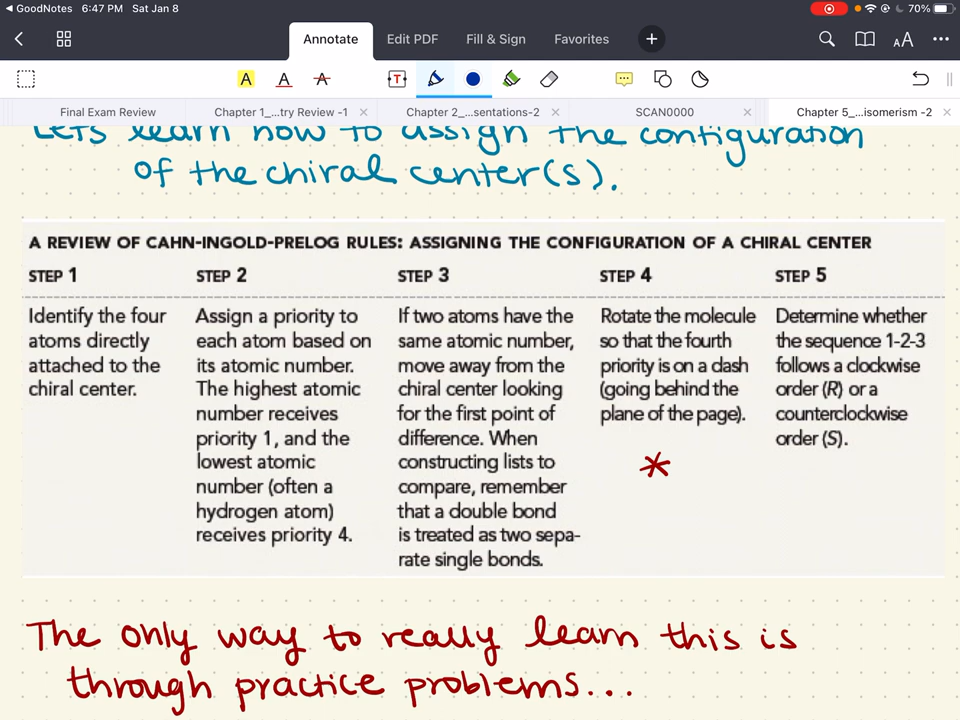 GoodNotes 6:47 PM Sat Jan 8 70%
Annotate Edit PDF Fill & Sign Favorites
A A A T AA
Final Exam Review Chapter 1_...try Review -1 Chapter 2_...sentations-2 SCAN0000 Chapter 5_...isomerism -2
Lets learn how to assign the configuration
of the chiral center(s).
A REVIEW OF CAHN-INGOLD-PRELOG RULES: ASSIGNING THE CONFIGURATION OF A CHIRAL CENTER
STEP 1
Identify the four
atoms directly
attached to the
chiral center.
STEP 2
Assign a priority to
each atom based on
its atomic number.
The highest atomic
number receives
priority 1, and the
lowest atomic
number (often a
hydrogen atom)
receives priority 4.
STEP 3
If two atoms have the
same atomic number,
move away from the
chiral center looking
for the first point of
difference. When
constructing lists to
compare, remember
that a double bond
is treated as two sepa-
rate single bonds.
STEP 4
Rotate the molecule
so that the fourth
priority is on a dash
(going behind the
plane of the page).
*
STEP 5
Determine whether
the sequence 1-2-3
follows a clockwise
order (R) or a
counterclockwise
order (S).
The only way to really learn this is
through practice problems...